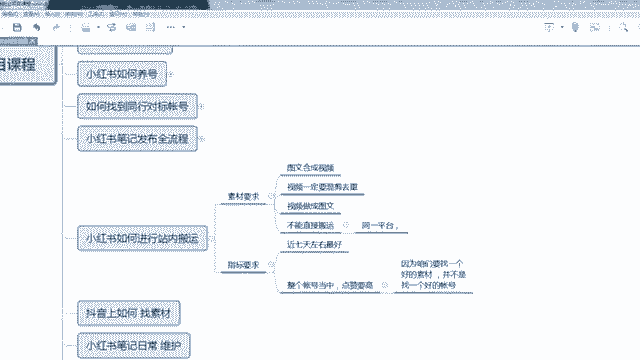 课程
小红书如何养号
如何找到同行对标帐号
小红书笔记发布全流程
图文合成视频
素材要求
视频一定要混剪去重
视频做成图文
不能直接搬运
同一平台，
小红书如何进行站内搬运
近七天左右最好
指标要求
因为咱们要找一个
好的素材，并不是
找一个好的帐号
整个帐号当中，点赞要高
抖音上如何 找素材
小红书笔记日常 维护